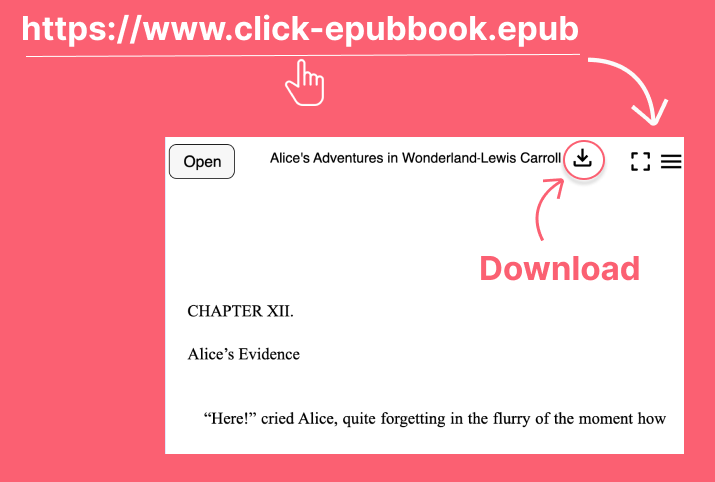 https://www.click-epubbook.epub
Open
Alice's Adventures in Wonderland-Lewis Carroll
Download
CHAPTER XII.
Alice’s Evidence
“Here!” cried Alice, quite forgetting in the flurry of the moment how